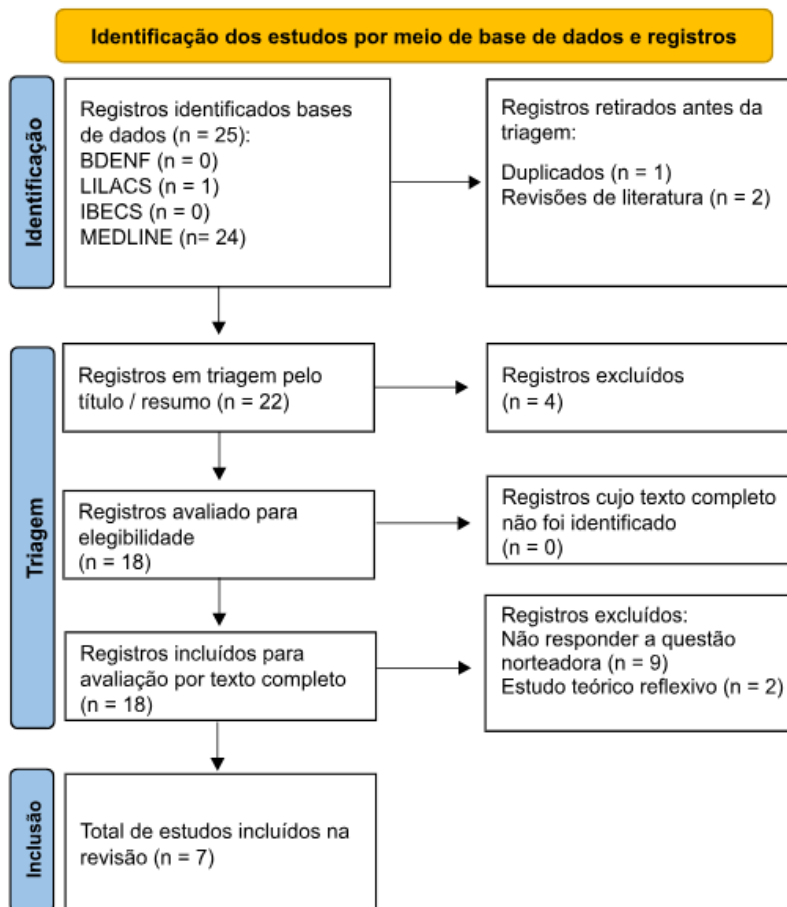 Identificação dos estudos por meio de base de dados e registros
Identificação
Registros identificados bases
de dados (n = 25):
BDENF (n = 0)
LILACS (n = 1)
IBECS (n = 0)
MEDLINE (n= 24)
Registros retirados antes da
triagem:
Duplicados (n = 1)
Revisões de literatura (n = 2)
Triagem
Registros em triagem pelo
título / resumo (n = 22)
Registros excluídos
(n = 4)
Registros avaliado para
elegibilidade
(n = 18)
Registros cujo texto completo
não foi identificado
(n = 0)
Registros incluídos para
avaliação por texto completo
(n = 18)
Registros excluídos:
Não responder a questão
norteadora (n = 9)
Estudo teórico reflexivo (n = 2)
Inclusão
Total de estudos incluídos na
revisão (n = 7)